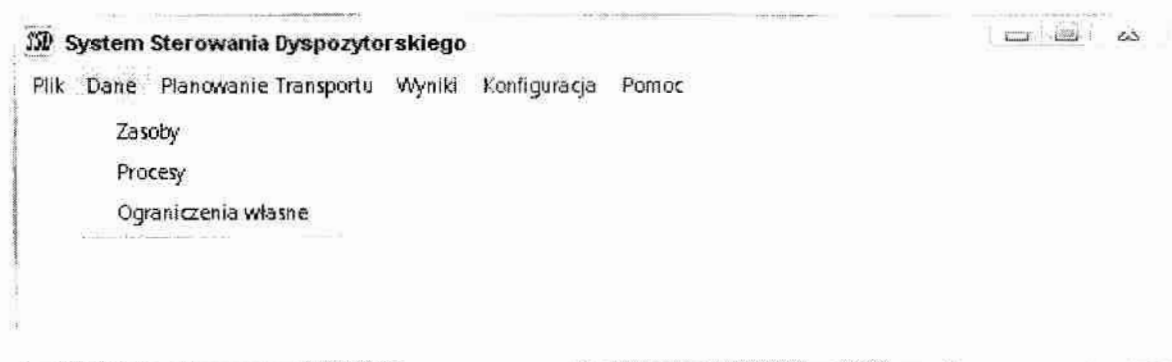 SSD System Sterowania Dyspozytorskiego
Plik Dane Planowanie Transportu Wyniki Konfiguracja Pomoc
Zasoby
Procesy
Ograniczenia własne